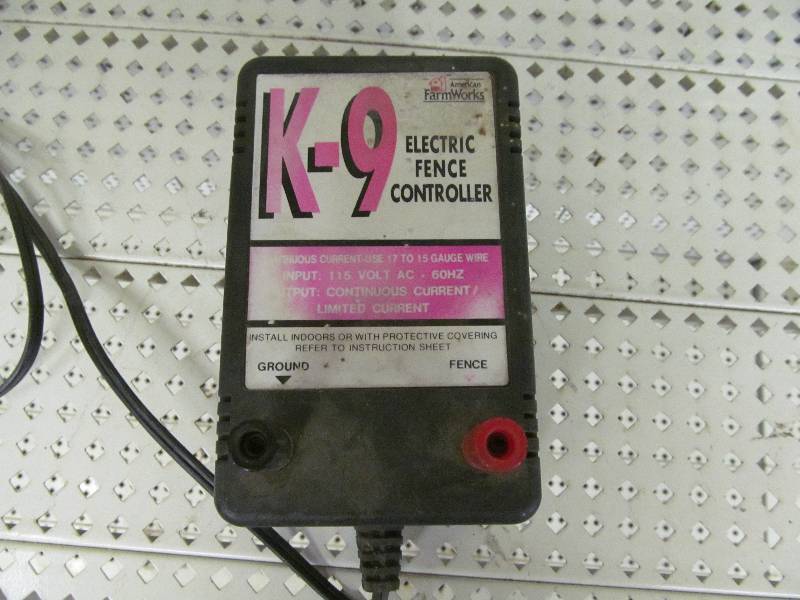 American
FarmWorks
K-9
ELECTRIC
FENCE
CONTROLLER
CURRENT-USE 17 TO 15 GAUGE WIRE
INPUT: 115 VOLT AC - 60HZ
CONTINUOUS CURRENT/
LIMITED CURRENT
INSTALL INDOORS OR WITH PROTECTIVE COVERING
REFER TO INSTRUCTION SHEET
GROUND
FENCE